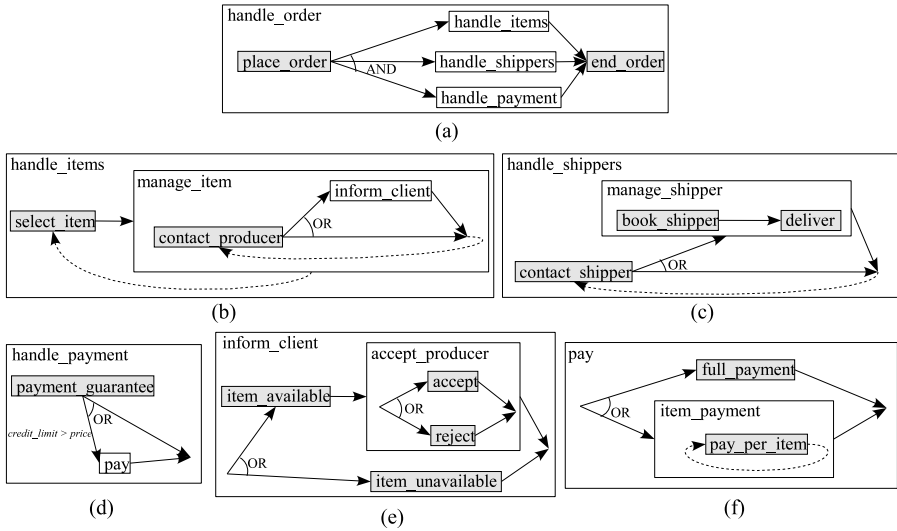 handle_order
handle_items
place_order
AND
handle_shippers
end_order
handle_payment
(a)
handle_items
manage_item
inform_client
select_item
OR
contact_producer
(b)
handle_shippers
manage_shipper
book_shipper
deliver
contact_shipper
OR
(c)
handle_payment
payment_guarantee
OR
credit_limit > price
pay
(d)
inform_client
accept_producer
item_available
accept
OR
reject
OR
item_unavailable
(e)
pay
full_payment
OR
item_payment
pay_per_item
(f)